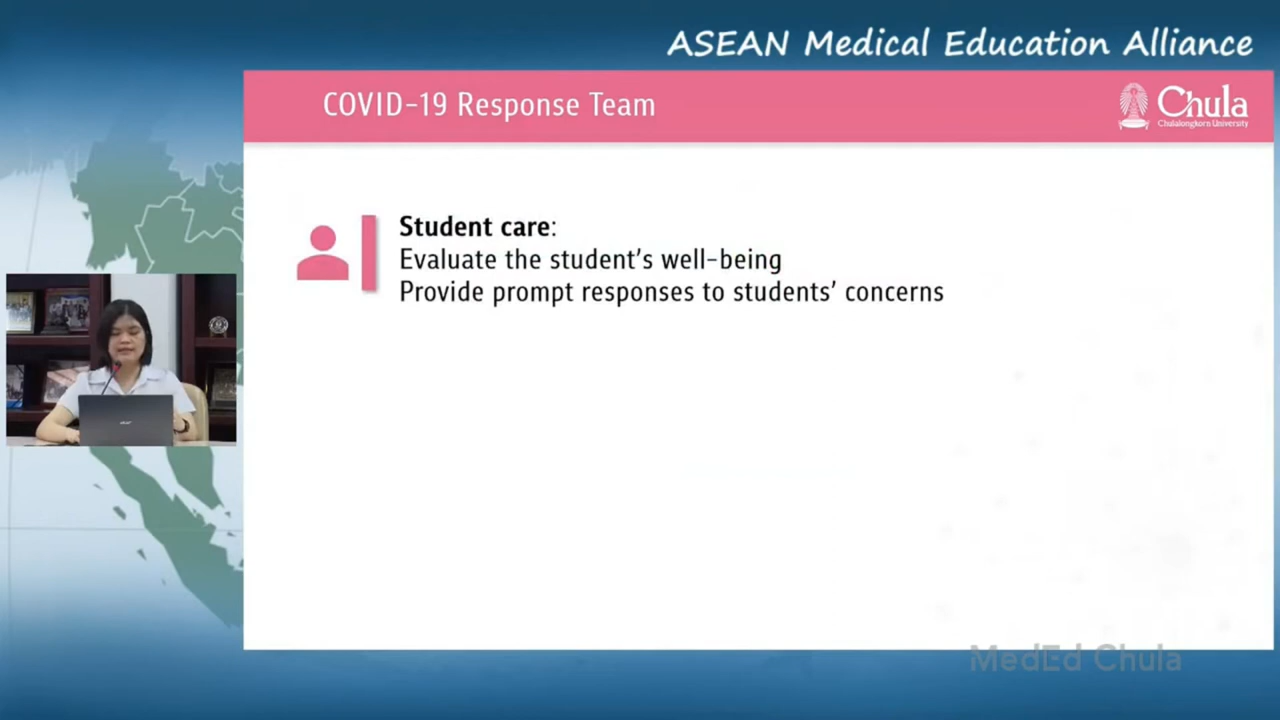 ASEAN Medical Education Alliance
COVID-19 Response Team
Chula
Chulalongkorn University
Student care:
Evaluate the student's well-being
Provide prompt responses to students' concerns
acer
MedEd Chula